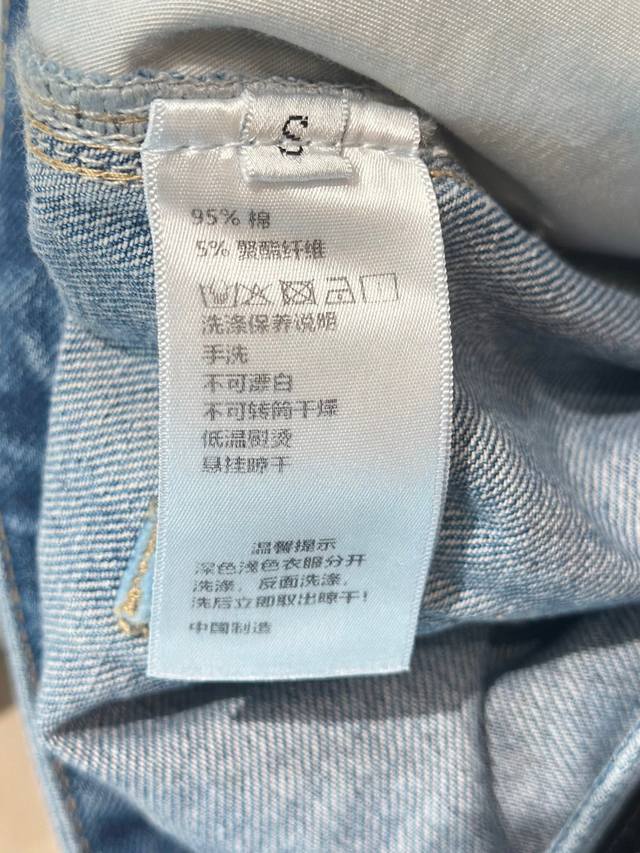 S
95% 棉
5% 聚酯纤维
洗涤保养说明
手洗
不可漂白
不可转筒干燥
低温熨烫
悬挂晾干
温馨提示
深色浅色衣服分开
洗涤，反面洗涤，
洗后立即取出晾干！
中國制造